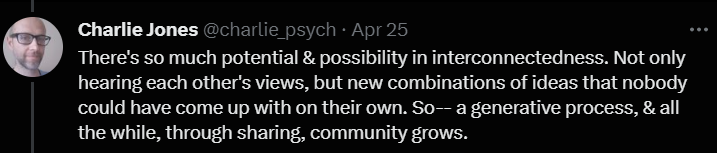 Charlie Jones @charlie_psych · Apr 25
There's so much potential & possibility in interconnectedness. Not only
hearing each other's views, but new combinations of ideas that nobody
could have come up with on their own. So-- a generative process, & all
the while, through sharing, community grows.